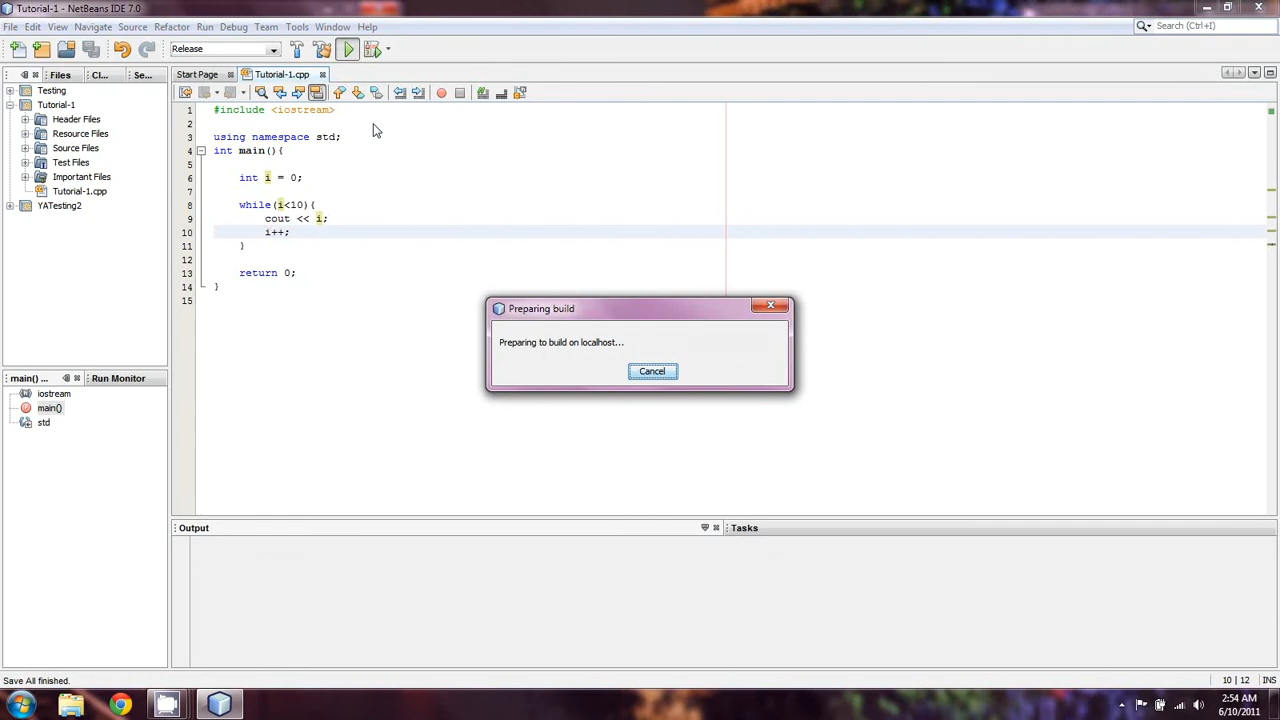 Tutorial-1 - NetBeans IDE 7.0
File Edit View Navigate Source Refactor Run Debug Team Tools Window Help
Search (Ctrl+I)
Release
Files Cl... Se...
Start Page Tutorial-1.cpp
Testing
Tutorial-1
Header Files
Resource Files
Source Files
Test Files
Important Files
Tutorial-1.cpp
YATesting2
1 #include <iostream>
2
3 using namespace std;
4 int main(){
5
6 int i = 0;
7
8 while(i<10){
9 cout << i;
10 i++;
11 }
12
13 return 0;
14 }
15
Preparing build
Preparing to build on localhost...
Cancel
main() ... Run Monitor
iostream
main()
std
Output
Tasks
Save All finished.
10 | 12 INS
2:54 AM
6/10/2011